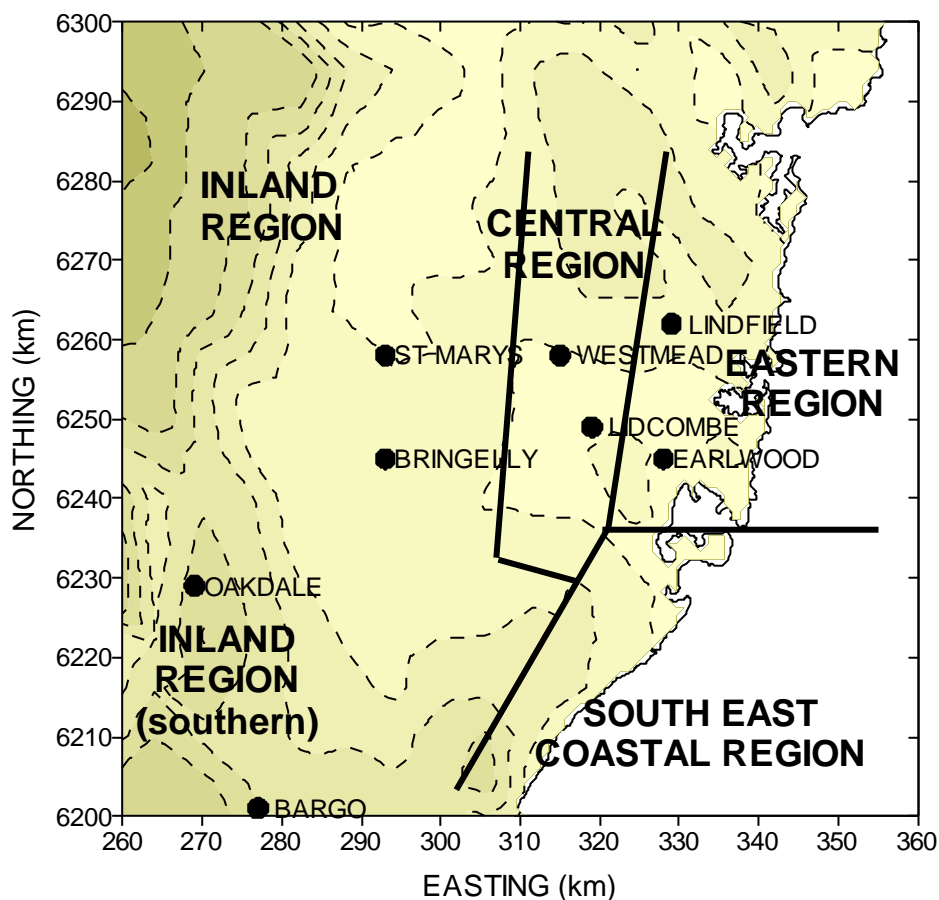 6300
6290
6280
6270
6260
6250
6240
6230
6220
6210
6200
NORTHING (km)
INLAND
REGION
CENTRAL
REGION
LINDFIELD
ST MARYS
WESTMEAD
EASTERN
REGION
LIDCOMBE
BRINGELLY
EARLWOOD
OAKDALE
INLAND
REGION
(southern)
SOUTH EAST
COASTAL REGION
BARGO
260 270 280 290 300 310 320 330 340 350 360
EASTING (km)